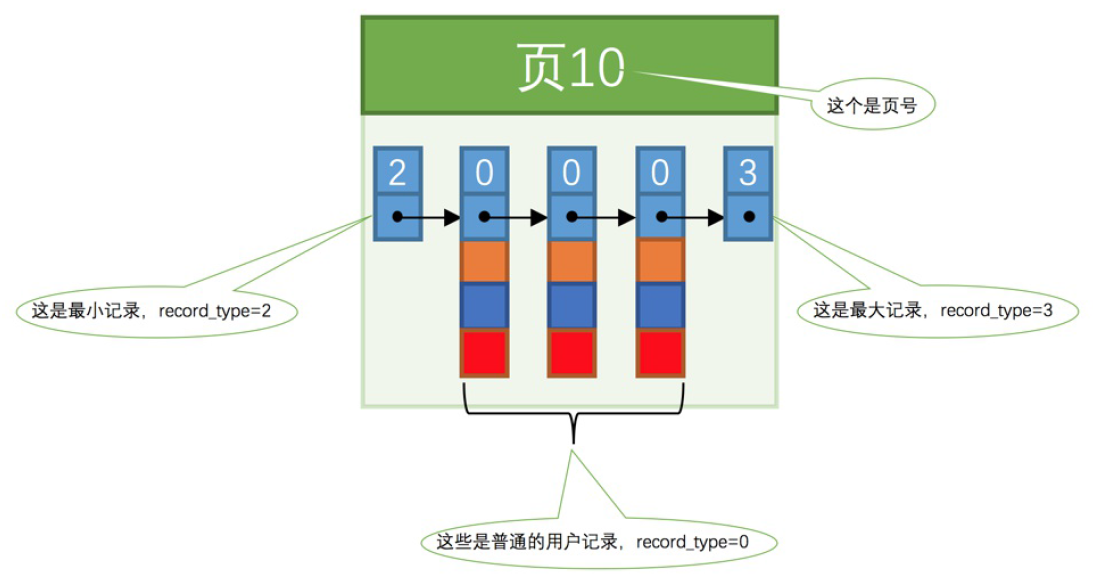 页10
这个是页号
2 0 0 0 3
这是最小记录，record_type=2
这是最大记录，record_type=3
这些是普通的用户记录，record_type=0